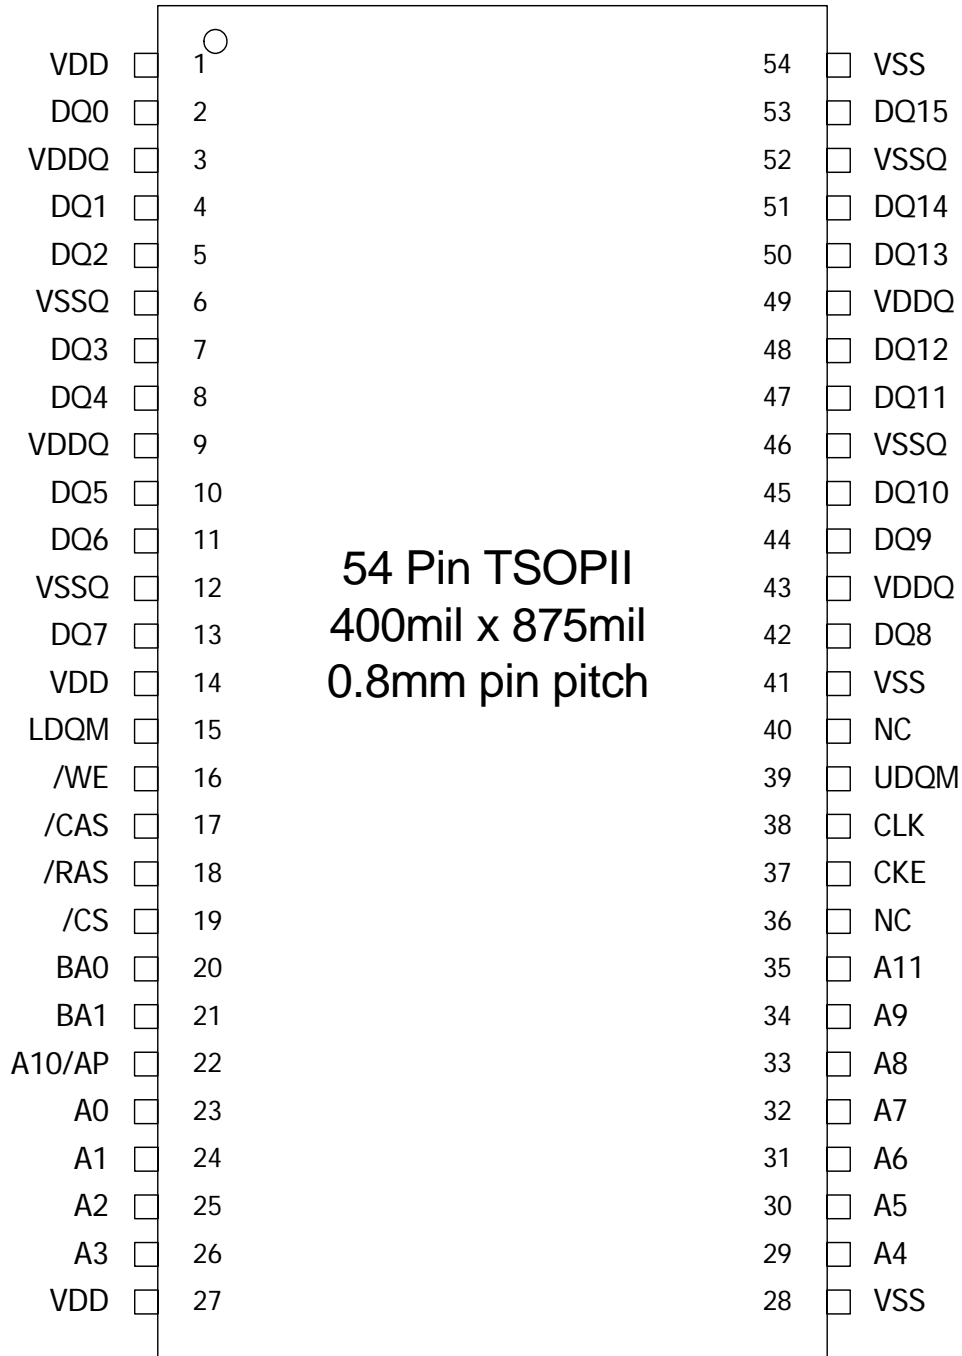 VDD 1 54 VSS
DQ0 2 53 DQ15
VDDQ 3 52 VSSQ
DQ1 4 51 DQ14
DQ2 5 50 DQ13
VSSQ 6 49 VDDQ
DQ3 7 48 DQ12
DQ4 8 47 DQ11
VDDQ 9 46 VSSQ
DQ5 10 45 DQ10
DQ6 11 44 DQ9
VSSQ 12 43 VDDQ
DQ7 13 42 DQ8
VDD 14 41 VSS
LDQM 15 40 NC
/WE 16 39 UDQM
/CAS 17 38 CLK
/RAS 18 37 CKE
/CS 19 36 NC
BA0 20 35 A11
BA1 21 34 A9
A10/AP 22 33 A8
A0 23 32 A7
A1 24 31 A6
A2 25 30 A5
A3 26 29 A4
VDD 27 28 VSS
54 Pin TSOPII
400mil x 875mil
0.8mm pin pitch